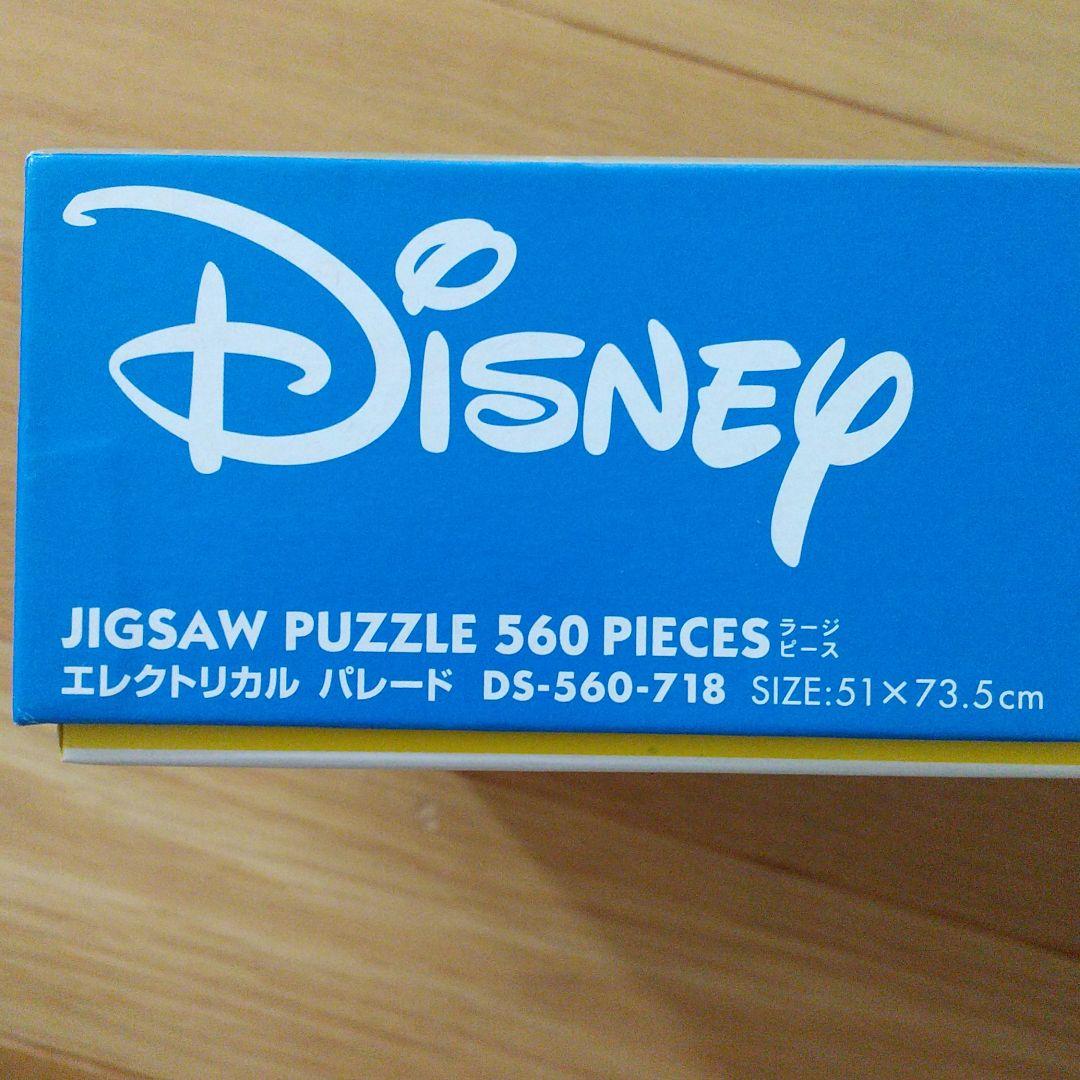 Disney
JIGSAW PUZZLE 560 PIECES ラージ
ピース
エレクトリカル パレード DS-560-718 SIZE:51×73.5cm